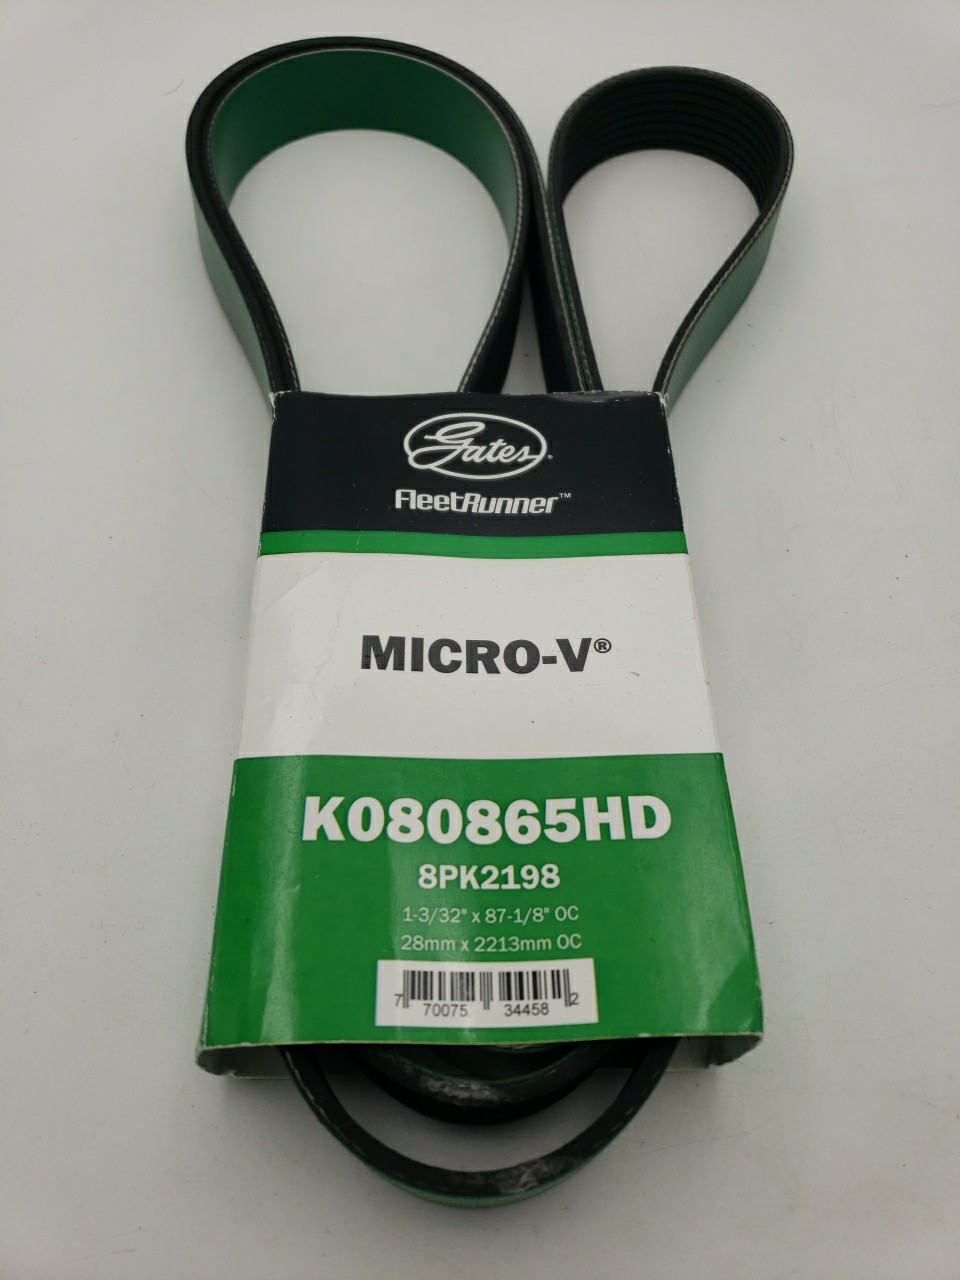 Gates®
FleetRunner™
MICRO-V®
K080865HD
8PK2198
1-3/32" x 87-1/8" OC
28mm x 2213mm OC
7 70075 34458 2